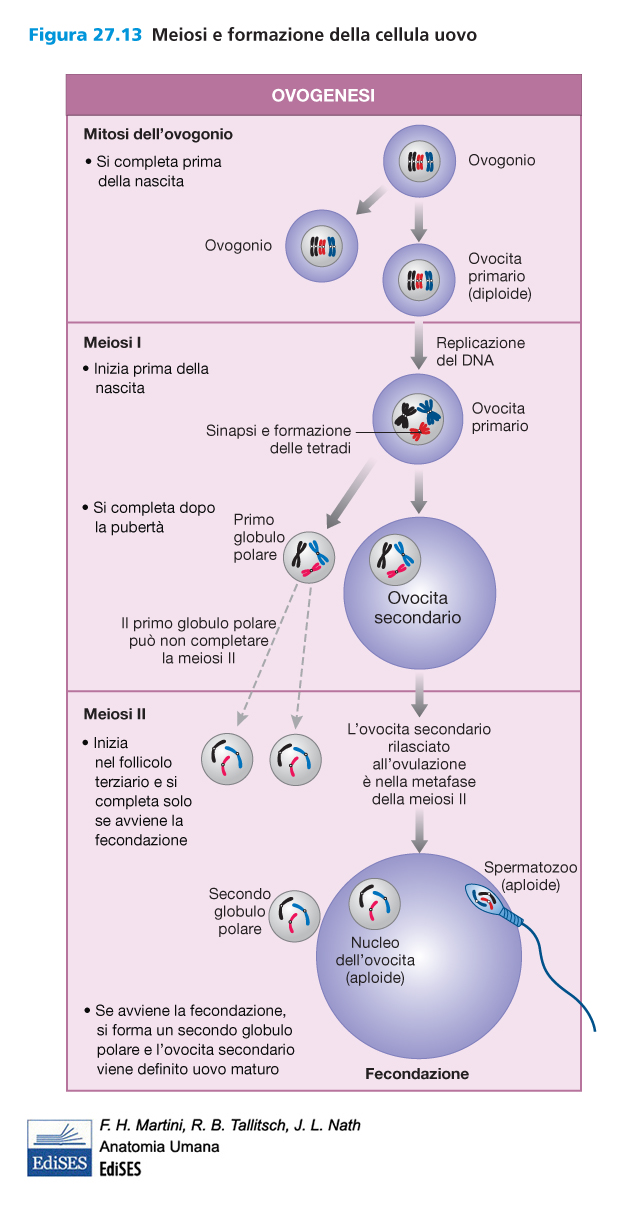 Figura 27.13 Meiosi e formazione della cellula uovo
OVOGENESI
Mitosi dell'ovogonio
• Si completa prima
della nascita
Ovogonio
Ovogonio
Ovocita
primario
(diploide)
Meiosi I
• Inizia prima della
nascita
Replicazione
del DNA
Ovocita
primario
Sinapsi e formazione
delle tetradi
• Si completa dopo
la pubertà
Primo
globulo
polare
Ovocita
secondario
Il primo globulo polare
può non completare
la meiosi II
Meiosi II
• Inizia
nel follicolo
terziario e si
completa solo
se avviene la
fecondazione
L'ovocita secondario
rilasciato
all'ovulazione
è nella metafase
della meiosi II
Spermatozoo
(aploide)
Secondo
globulo
polare
Nucleo
dell'ovocita
(aploide)
• Se avviene la fecondazione,
si forma un secondo globulo
polare e l'ovocita secondario
viene definito uovo maturo
Fecondazione
F. H. Martini, R. B. Tallitsch, J. L. Nath
Anatomia Umana
EdiSES
EdiSES